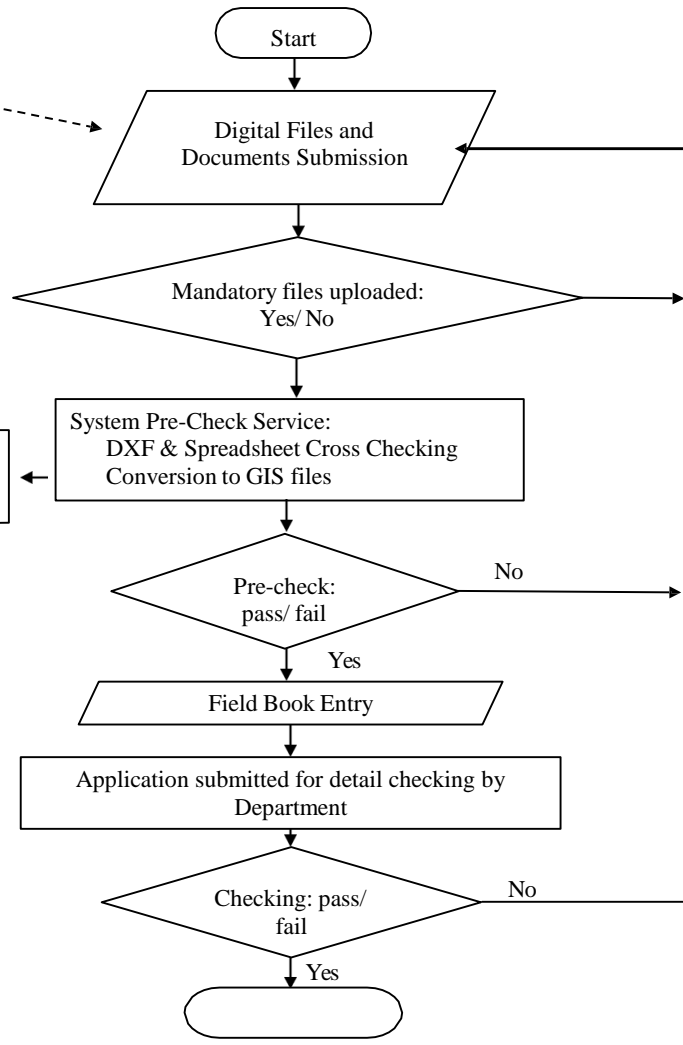 Start
Digital Files and
Documents Submission
Mandatory files uploaded:
Yes/ No
System Pre-Check Service:
DXF & Spreadsheet Cross Checking
Conversion to GIS files
Pre-check:
pass/ fail
No
Yes
Field Book Entry
Application submitted for detail checking by
Department
Checking: pass/
fail
No
Yes